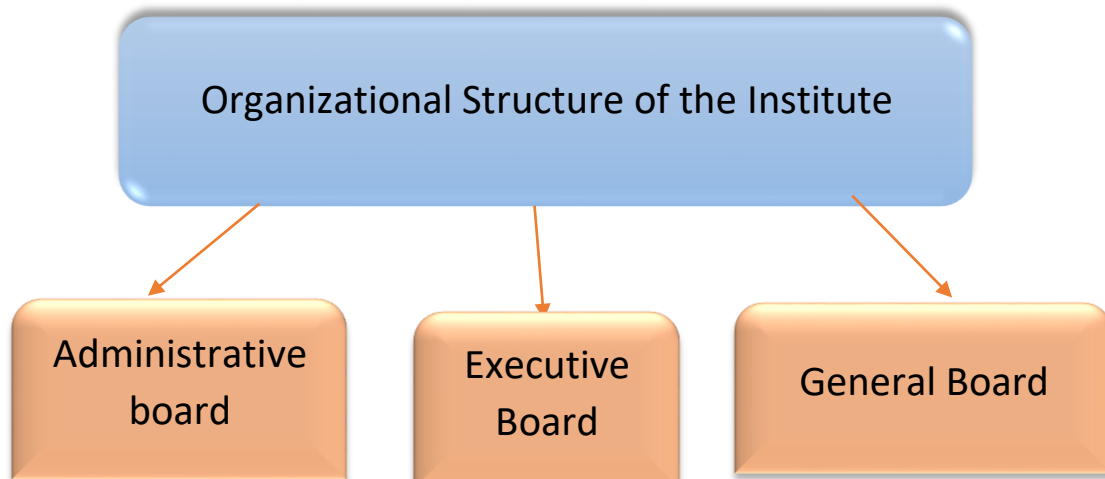 Organizational Structure of the Institute
Administrative
board
Executive
Board
General Board